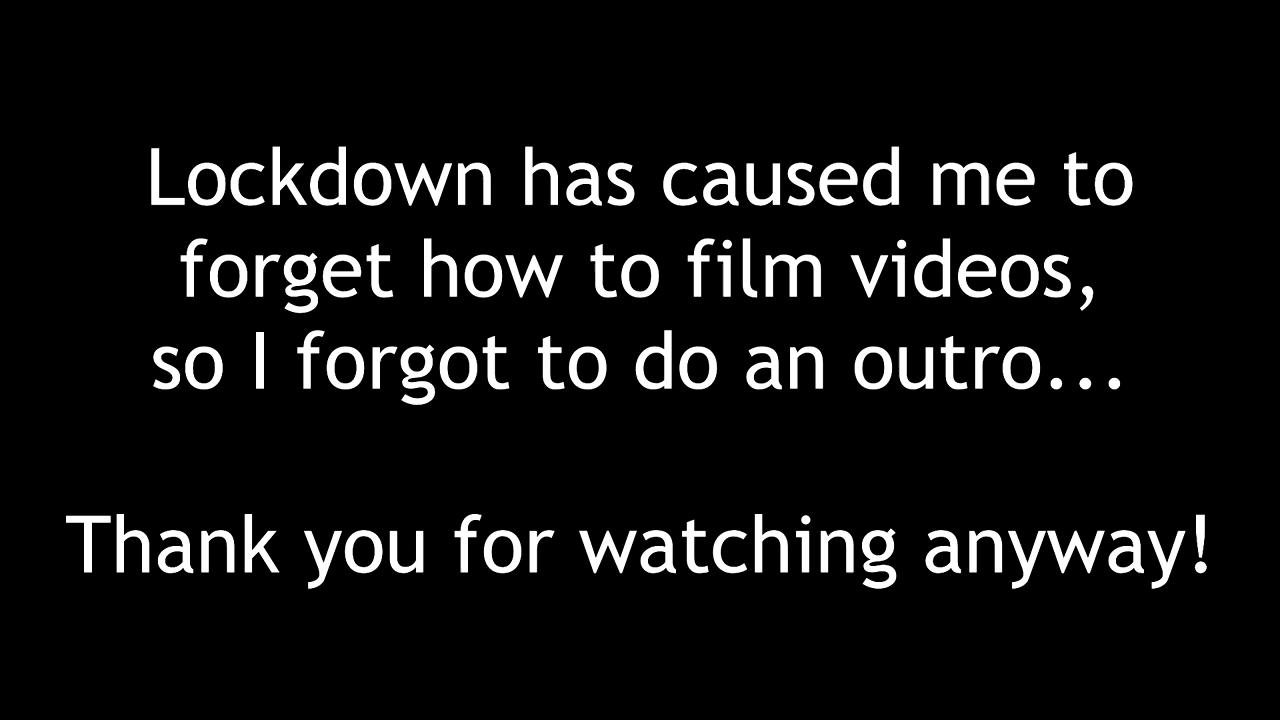 Lockdown has caused me to
forget how to film videos,
so I forgot to do an outro...
Thank you for watching anyway!